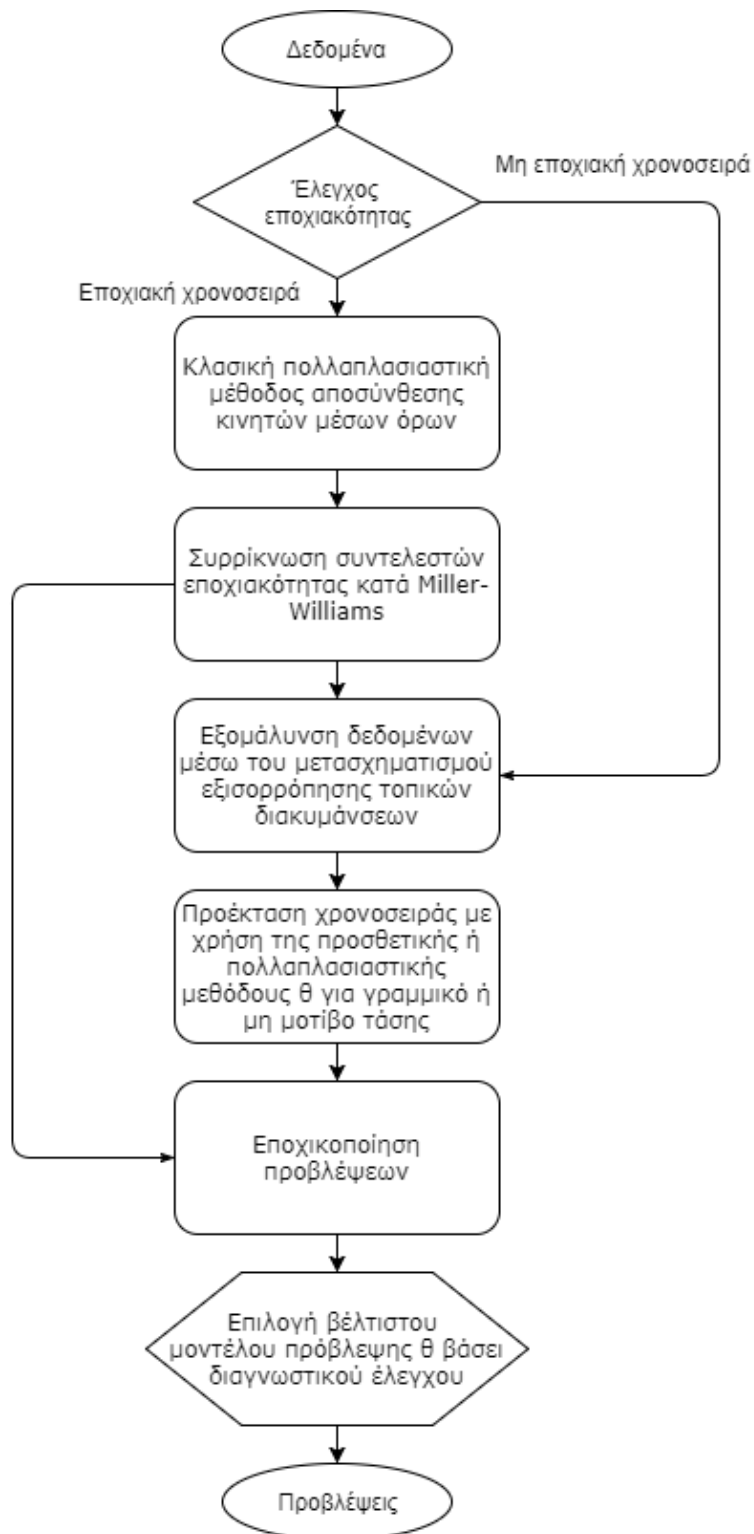 Δεδομένα
Μη εποχιακή χρονοσειρά
Έλεγχος
εποχιακότητας
Εποχιακή χρονοσειρά
Κλασική πολλαπλασιαστική
μέθοδος αποσύνθεσης
κινητών μέσων όρων
Συρρίκνωση συντελεστών
εποχιακότητας κατά Miller-
Williams
Εξομάλυνση δεδομένων
μέσω του μετασχηματισμού
εξισορρόπησης τοπικών
διακυμάνσεων
Προέκταση χρονοσειράς με
χρήση της προσθετικής ή
πολλαπλασιαστικής
μεθόδους θ για γραμμικό ή
μη μοτίβο τάσης
Εποχικοποίηση
προβλέψεων
Επιλογή βέλτιστου
μοντέλου πρόβλεψης θ βάσει
διαγνωστικού έλεγχου
Προβλέψεις